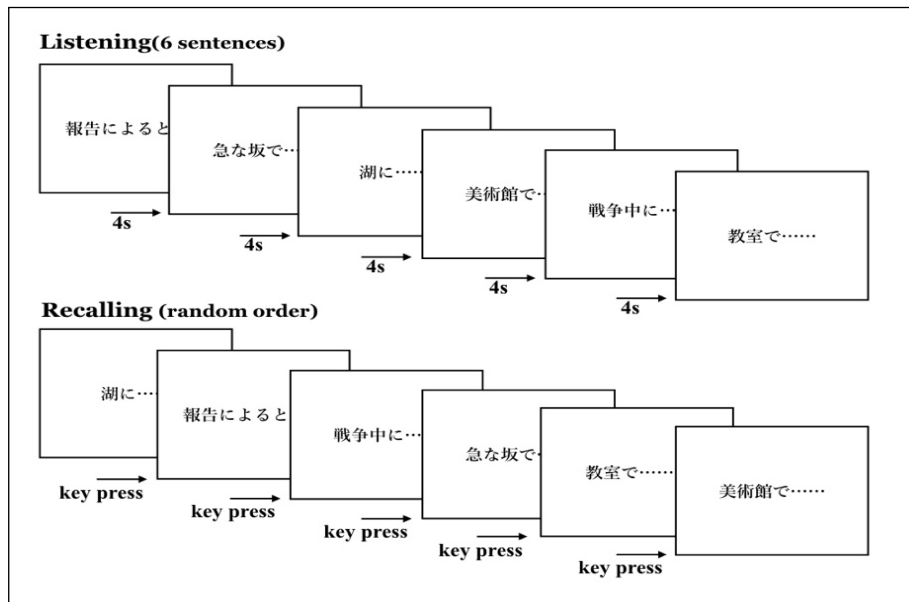 Listening(6 sentences)
報告によると
急な坂で…
湖に……
美術館で…
戦争中に…
教室で……
4s
4s
4s
4s
4s
Recalling (random order)
湖に…
報告によると
戦争中に…
急な坂で…
教室で……
美術館で……
key press
key press
key press
key press
key press